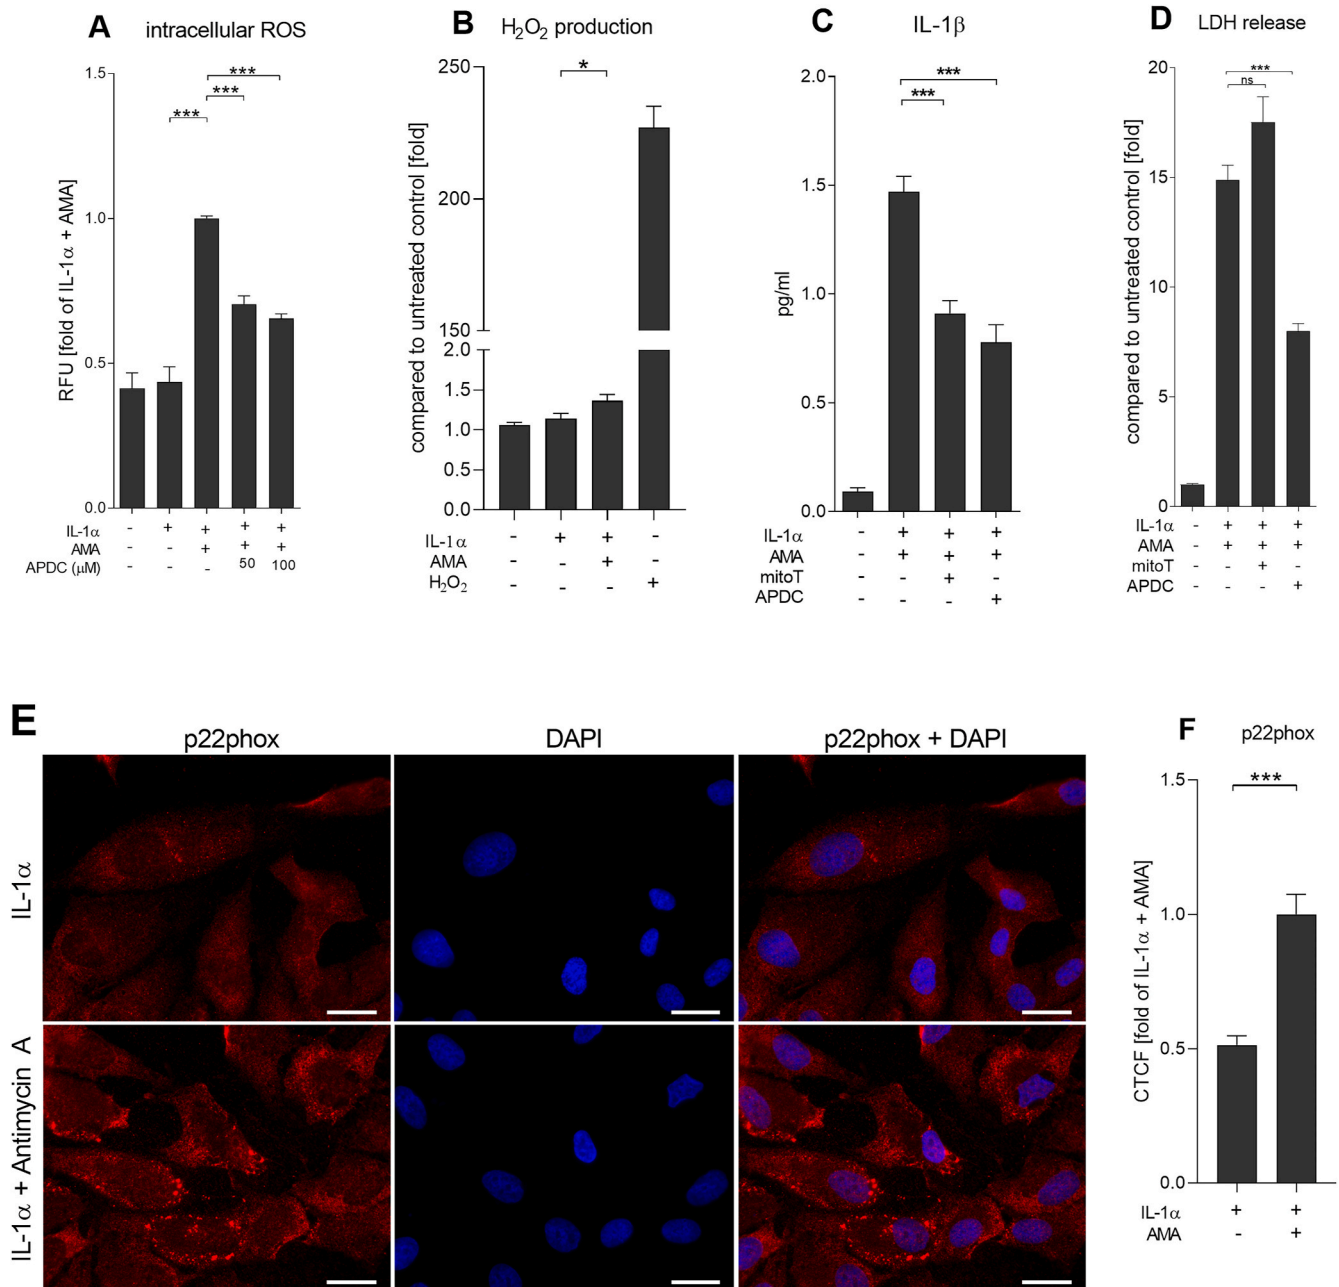 A intracellular ROS
RFU [fold of IL-1α + AMA]
1.5
1.0
0.5
0.0
***
***
***
IL-1α - + + + +
AMA - - + + +
APDC (μM) - - - 50 100
B H₂O₂ production
compared to untreated control [fold]
250
200
150
2.0
1.5
1.0
0.5
0.0
*
IL-1α - + + -
AMA - - + -
H₂O₂ - - - +
C IL-1β
pg/ml
2.0
1.5
1.0
0.5
0.0
***
***
IL-1α - + + +
AMA - + + +
mitoT - - + -
APDC - - - +
D LDH release
compared to untreated control [fold]
20
15
10
5
0
***
ns
IL-1α - + + +
AMA - + + +
mitoT - - + -
APDC - - - +
E
p22phox DAPI p22phox + DAPI
IL-1α
IL-1α + Antimycin A
F p22phox
CTCF [fold of IL-1α + AMA]
1.5
1.0
0.5
0.0
***
IL-1α + +
AMA - +